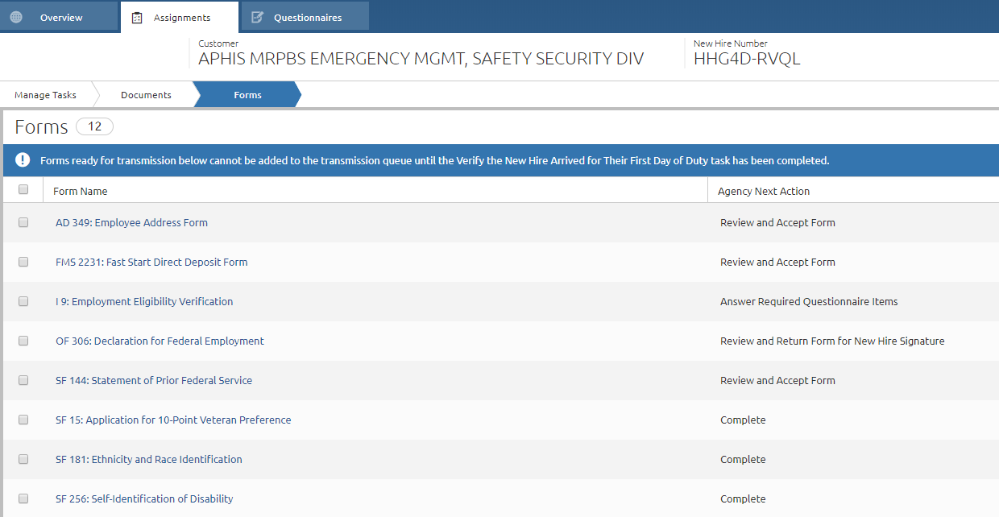 Overview
Assignments
Questionnaires
Customer
APHIS MRPBS EMERGENCY MGMT, SAFETY SECURITY DIV
New Hire Number
HHG4D-RVQL
Manage Tasks
Documents
Forms
Forms 12
Forms ready for transmission below cannot be added to the transmission queue until the Verify the New Hire Arrived for Their First Day of Duty task has been completed.
Form Name
Agency Next Action
AD 349: Employee Address Form
Review and Accept Form
FMS 2231: Fast Start Direct Deposit Form
Review and Accept Form
I 9: Employment Eligibility Verification
Answer Required Questionnaire Items
OF 306: Declaration for Federal Employment
Review and Return Form for New Hire Signature
SF 144: Statement of Prior Federal Service
Review and Accept Form
SF 15: Application for 10-Point Veteran Preference
Complete
SF 181: Ethnicity and Race Identification
Complete
SF 256: Self-Identification of Disability
Complete